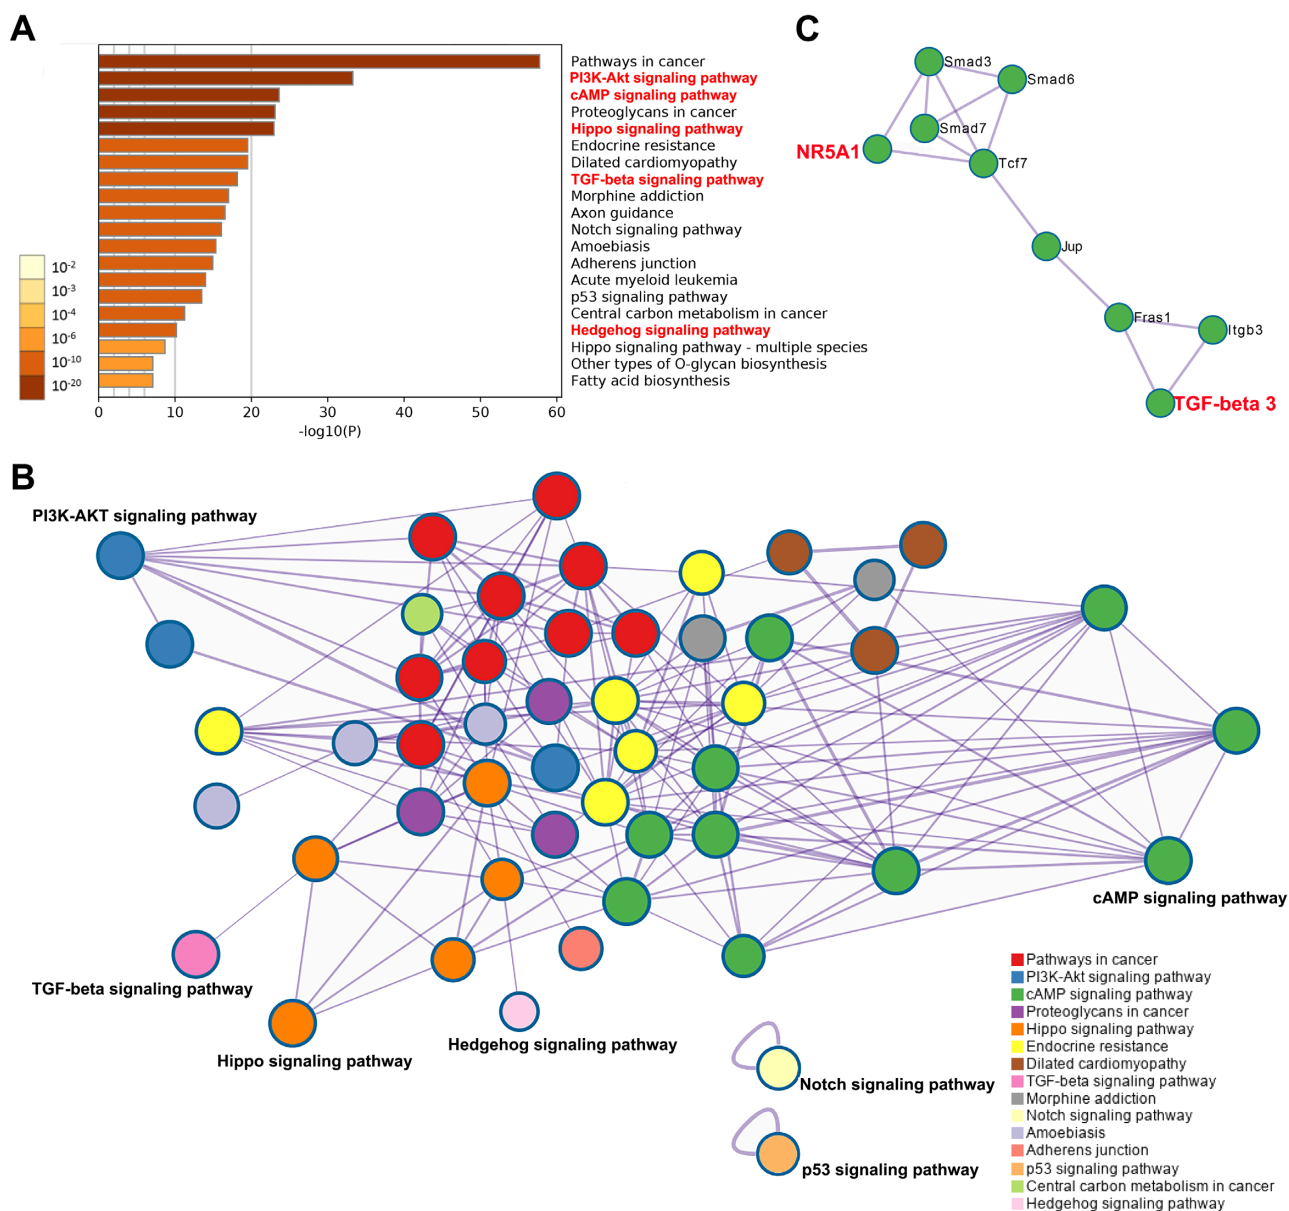 A
Pathways in cancer
PI3K-Akt signaling pathway
cAMP signaling pathway
Proteoglycans in cancer
Hippo signaling pathway
Endocrine resistance
Dilated cardiomyopathy
TGF-beta signaling pathway
Morphine addiction
Axon guidance
Notch signaling pathway
Amoebiasis
Adherens junction
Acute myeloid leukemia
p53 signaling pathway
Central carbon metabolism in cancer
Hedgehog signaling pathway
Hippo signaling pathway - multiple species
Other types of O-glycan biosynthesis
Fatty acid biosynthesis
10-2
10-3
10-4
10-6
10-10
10-20
0 10 20 30 40 50 60
-log10(P)
C
Smad3
Smad6
Smad7
NR5A1
Tcf7
Jup
Fras1
Itgb3
TGF-beta 3
B
PI3K-AKT signaling pathway
cAMP signaling pathway
TGF-beta signaling pathway
Hippo signaling pathway
Hedgehog signaling pathway
Notch signaling pathway
p53 signaling pathway
Pathways in cancer
PI3K-Akt signaling pathway
cAMP signaling pathway
Proteoglycans in cancer
Hippo signaling pathway
Endocrine resistance
Dilated cardiomyopathy
TGF-beta signaling pathway
Morphine addiction
Notch signaling pathway
Amoebiasis
Adherens junction
p53 signaling pathway
Central carbon metabolism in cancer
Hedgehog signaling pathway